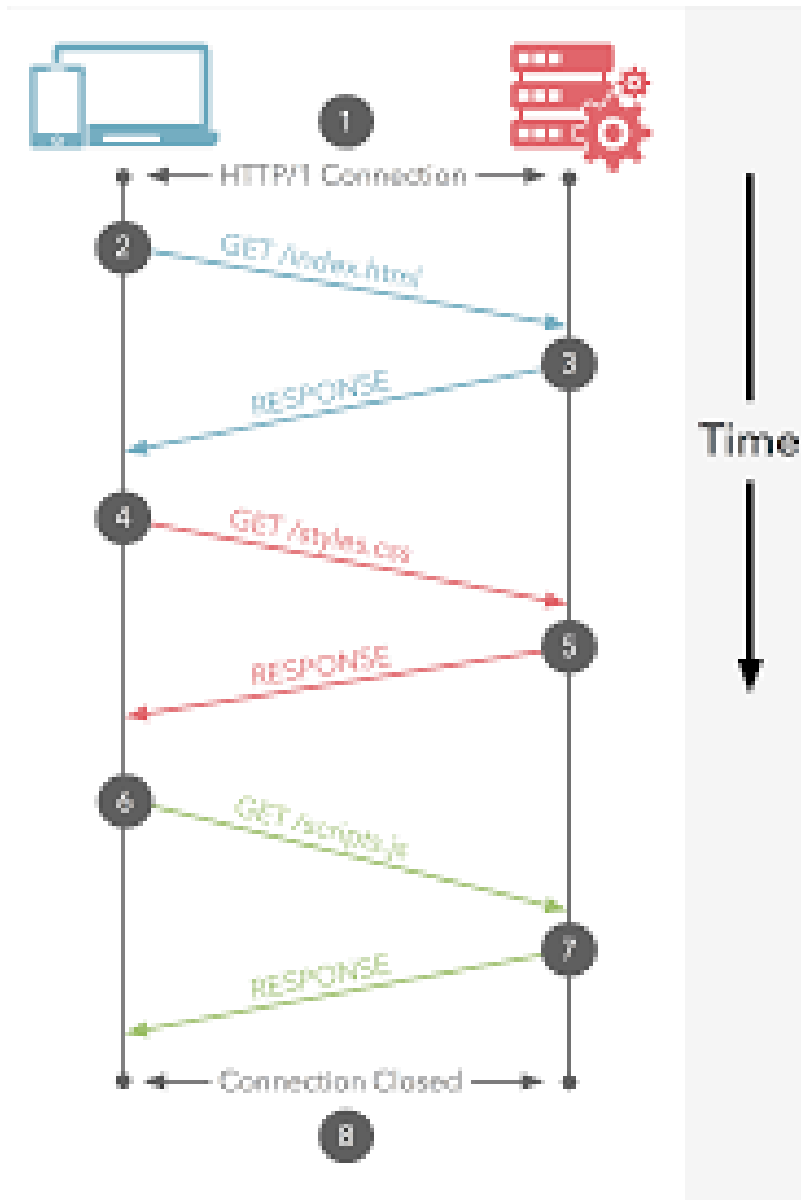 1
HTTP/1 Connection
2
GET /index.html
3
RESPONSE
Time
4
GET /styles.css
5
RESPONSE
6
GET /scripts.js
7
RESPONSE
Connection Closed
8